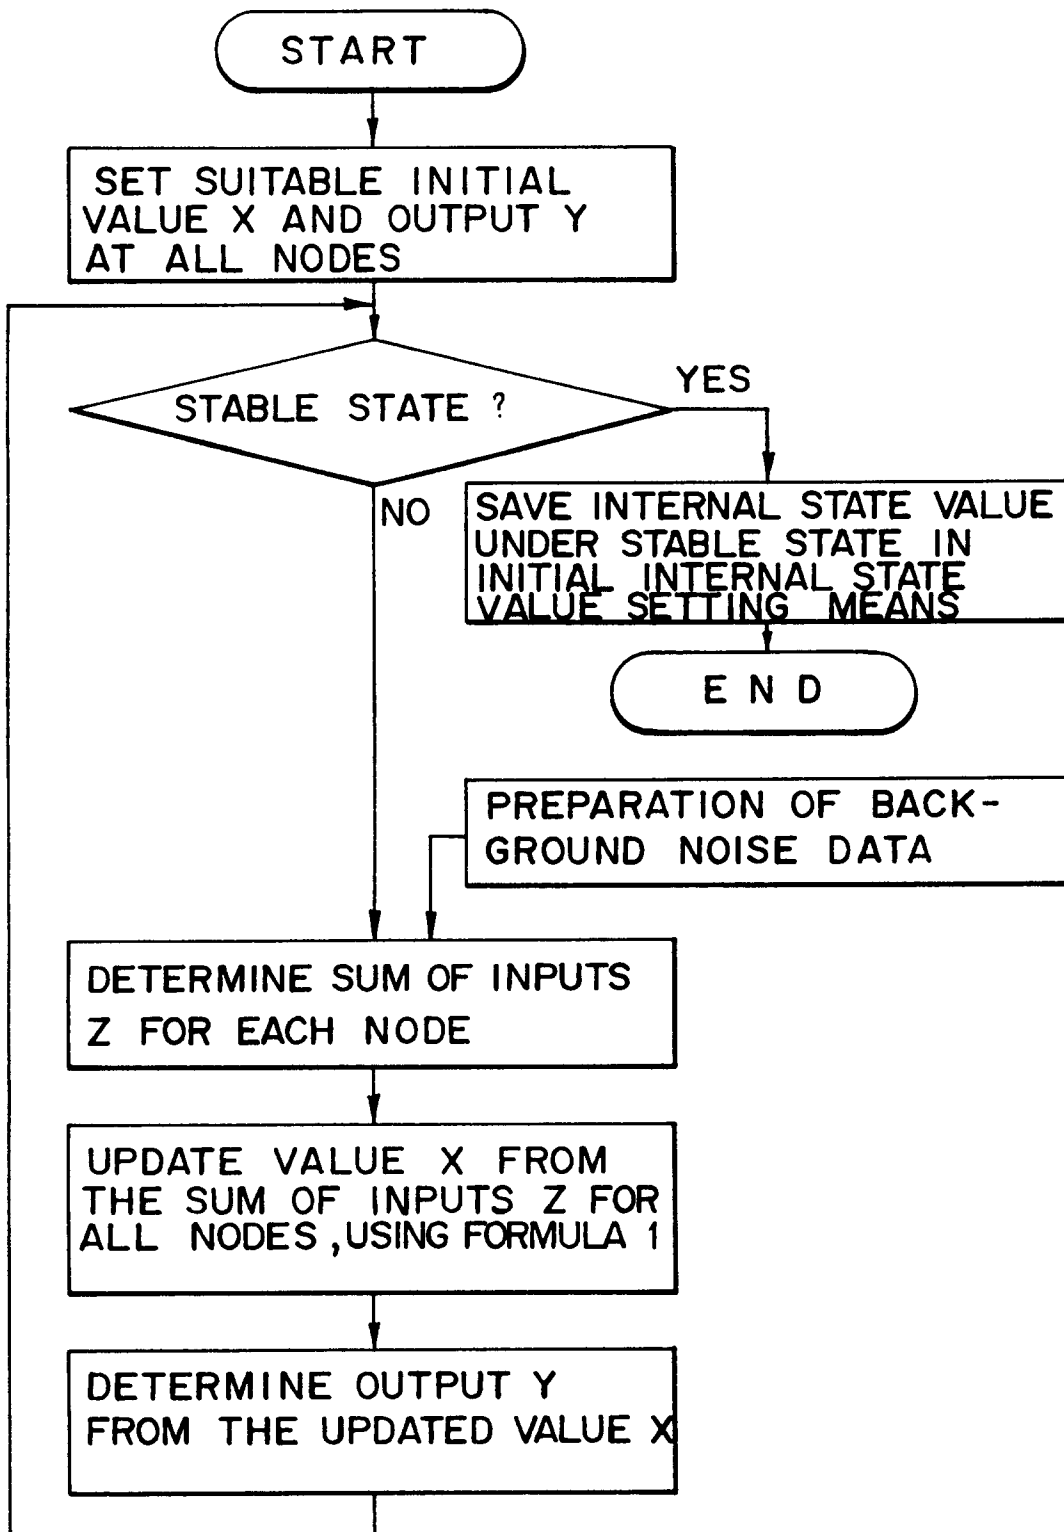 START
SET SUITABLE INITIAL
VALUE X AND OUTPUT Y
AT ALL NODES
STABLE STATE ?
YES
NO
SAVE INTERNAL STATE VALUE
UNDER STABLE STATE IN
INITIAL INTERNAL STATE
VALUE SETTING MEANS
END
PREPARATION OF BACK-
GROUND NOISE DATA
DETERMINE SUM OF INPUTS
Z FOR EACH NODE
UPDATE VALUE X FROM
THE SUM OF INPUTS Z FOR
ALL NODES, USING FORMULA 1
DETERMINE OUTPUT Y
FROM THE UPDATED VALUE X